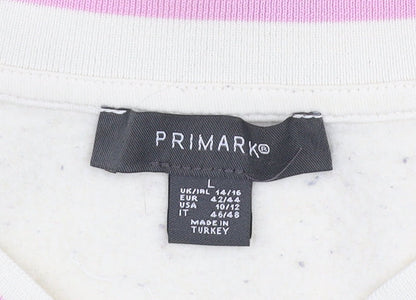 PRIMARK®
L
UK/IRL 14/16
EUR 42/44
USA 10/12
IT 46/48
MADE IN
TURKEY